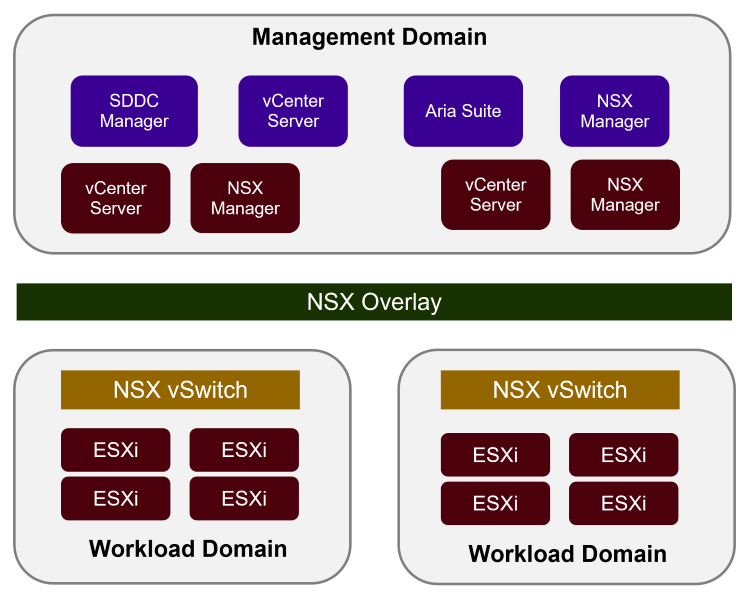 Management Domain
SDDC
Manager
vCenter
Server
Aria Suite
NSX
Manager
vCenter
Server
NSX
Manager
vCenter
Server
NSX
Manager
NSX Overlay
NSX vSwitch
ESXi
ESXi
ESXi
ESXi
Workload Domain
NSX vSwitch
ESXi
ESXi
ESXi
ESXi
Workload Domain